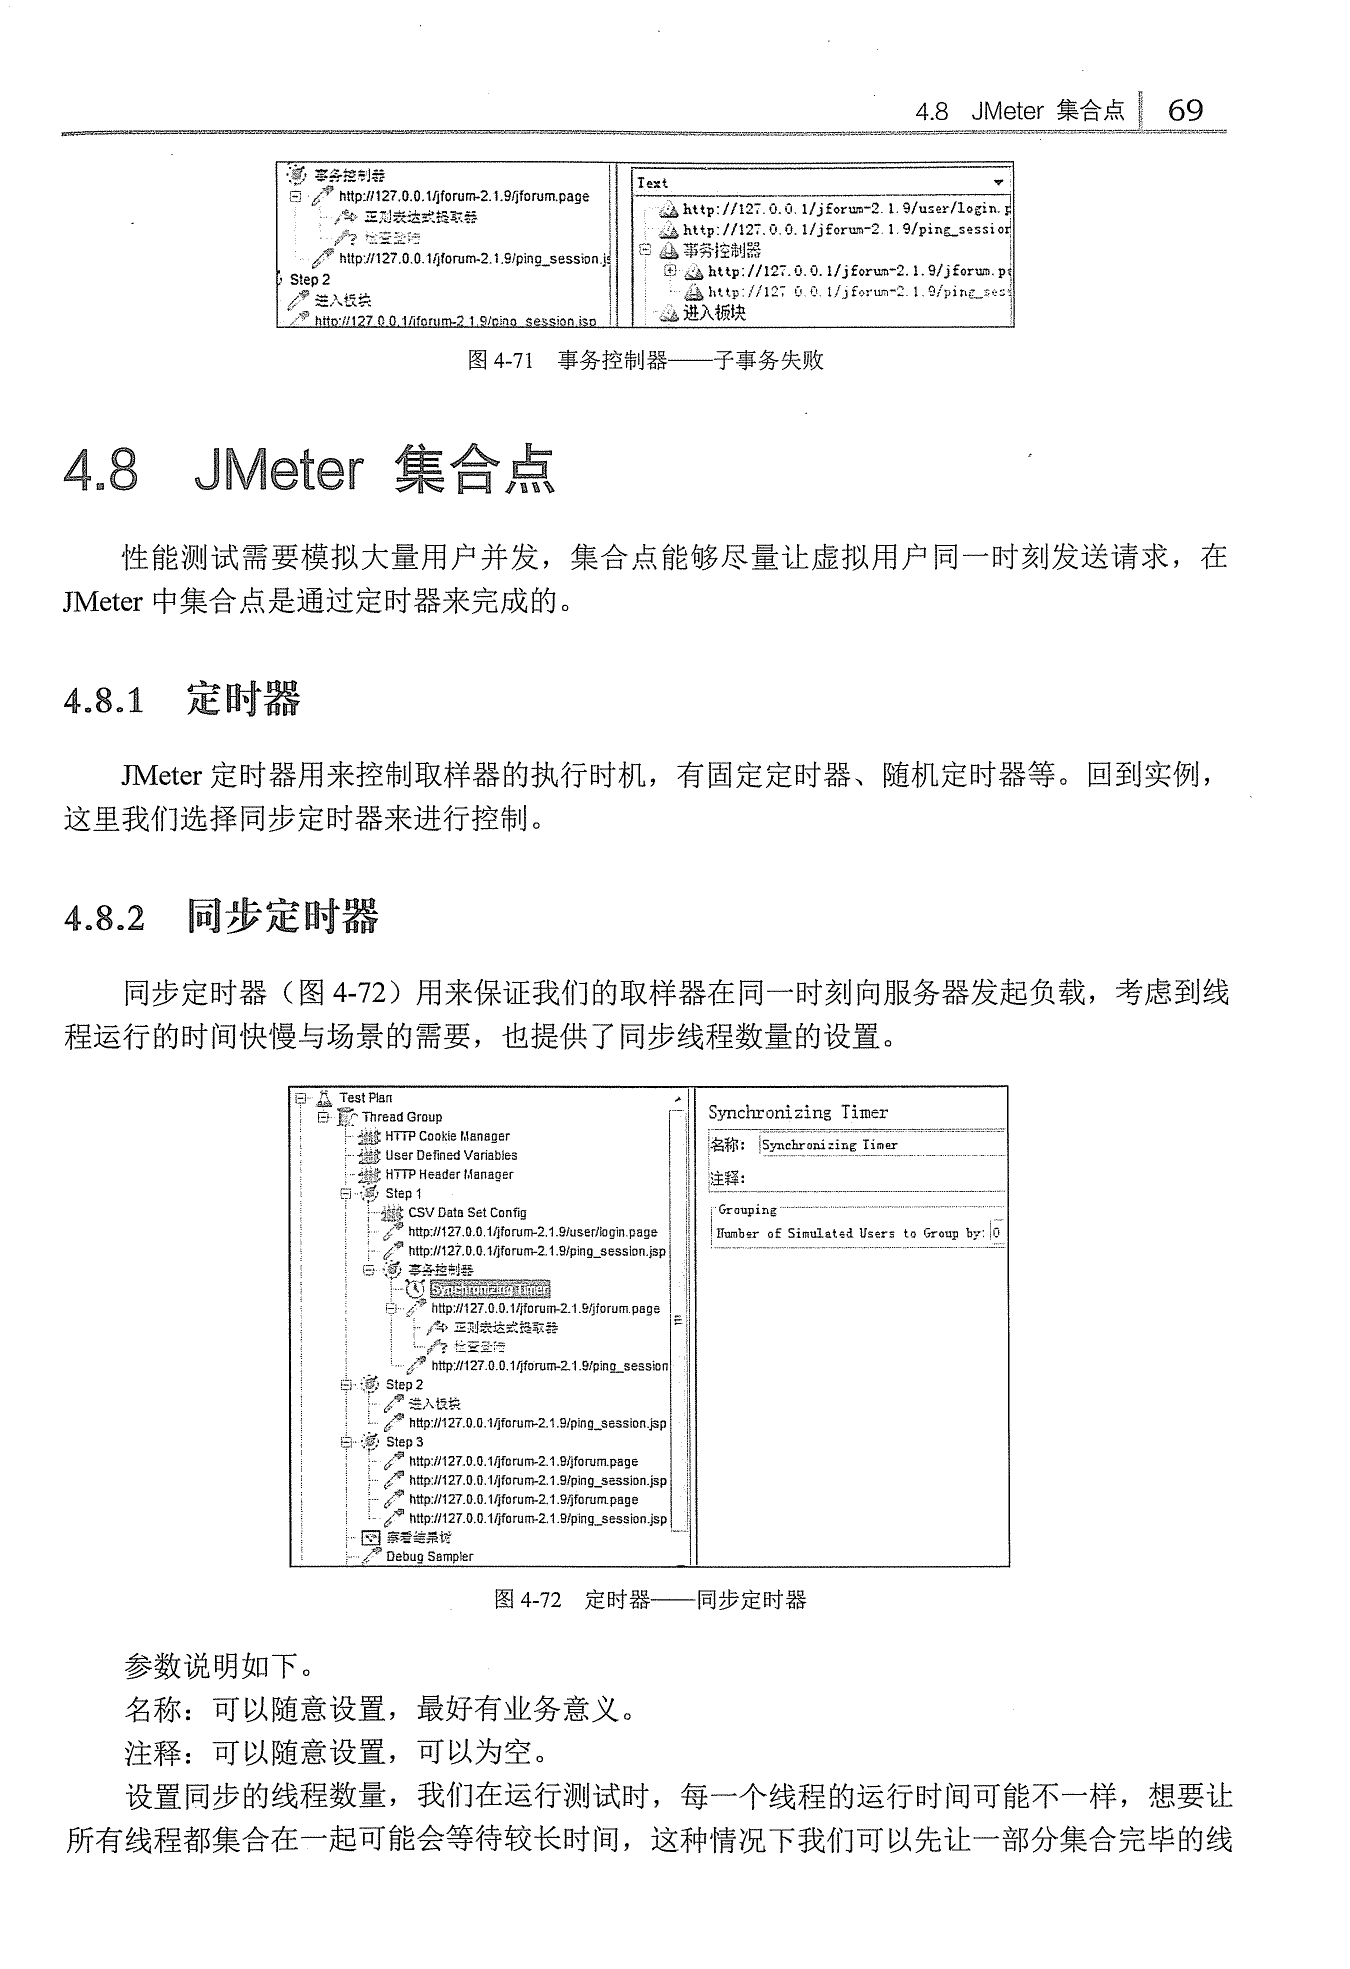 4.8 JMeter 集合点 69
事务控制器
http://127.0.0.1/jforum-2.1.9/jforum.page
正则表达式提取器
检查登陆
http://127.0.0.1/jforum-2.1.9/ping_session.js
Step 2
进入板块
http://127.0.0.1/jforum-2.1.9/ping_session.jsp
Text
http://127.0.0.1/jforum-2.1.9/user/login.p
http://127.0.0.1/jforum-2.1.9/ping_session
事务控制器
http://127.0.0.1/jforum-2.1.9/jforum.pa
http://127.0.0.1/jforum-2.1.9/ping_ses
进入板块
图 4-71 事务控制器——子事务失败
4.8 JMeter 集合点
性能测试需要模拟大量用户并发，集合点能够尽量让虚拟用户同一时刻发送请求，在
JMeter 中集合点是通过定时器来完成的。
4.8.1 定时器
JMeter 定时器用来控制取样器的执行时机，有固定定时器、随机定时器等。回到实例，
这里我们选择同步定时器来进行控制。
4.8.2 同步定时器
同步定时器（图 4-72）用来保证我们的取样器在同一时刻向服务器发起负载，考虑到线
程运行的时间快慢与场景的需要，也提供了同步线程数量的设置。
Test Plan
Thread Group
HTTP Cookie Manager
User Defined Variables
HTTP Header Manager
Step 1
CSV Data Set Config
http://127.0.0.1/jforum-2.1.9/user/login.page
http://127.0.0.1/jforum-2.1.9/ping_session.jsp
事务控制器
Synchronizing Timer
http://127.0.0.1/jforum-2.1.9/jforum.page
正则表达式提取器
检查登陆
http://127.0.0.1/jforum-2.1.9/ping_session
Step 2
进入板块
http://127.0.0.1/jforum-2.1.9/ping_session.jsp
Step 3
http://127.0.0.1/jforum-2.1.9/jforum.page
http://127.0.0.1/jforum-2.1.9/ping_session.jsp
http://127.0.0.1/jforum-2.1.9/jforum.page
http://127.0.0.1/jforum-2.1.9/ping_session.jsp
察看结果树
Debug Sampler
Synchronizing Timer
名称： Synchronizing Timer
注释：
Grouping
Number of Simulated Users to Group by: 0
图 4-72 定时器——同步定时器
参数说明如下。
名称：可以随意设置，最好有业务意义。
注释：可以随意设置，可以为空。
设置同步的线程数量，我们在运行测试时，每一个线程的运行时间可能不一样，想要让
所有线程都集合在一起可能会等待较长时间，这种情况下我们可以先让一部分集合完毕的线